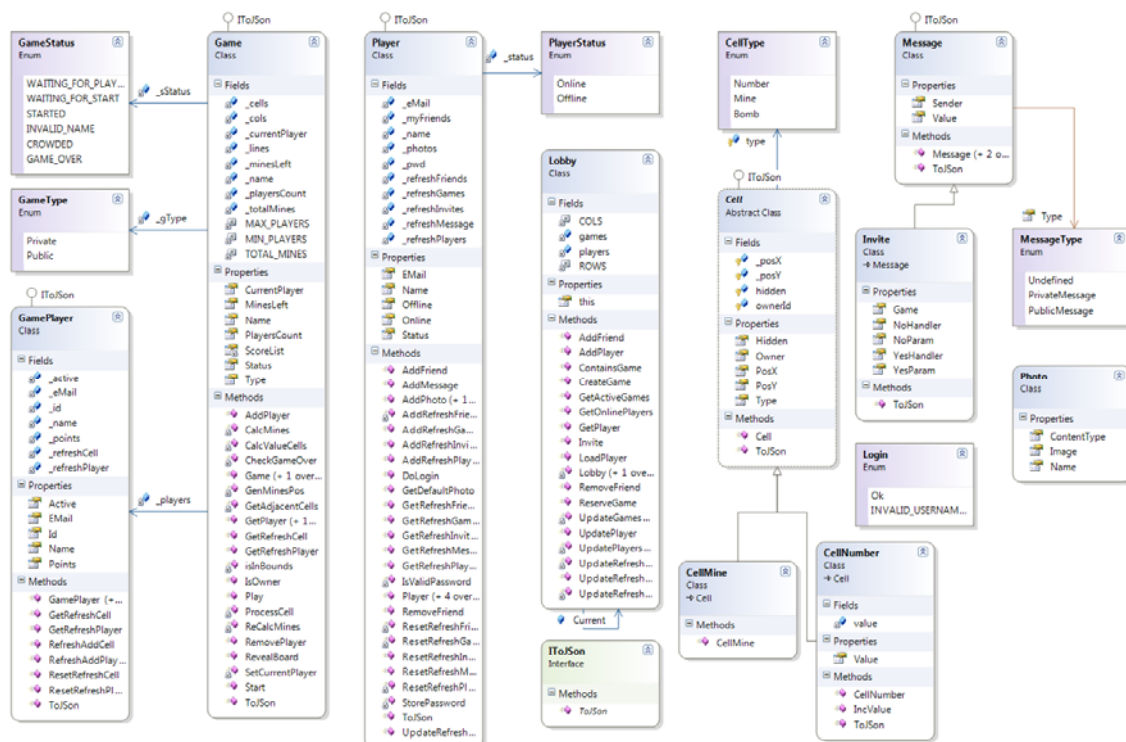 IToJSon
GameStatus
Enum
WAITING_FOR_PLAY...
WAITING_FOR_START
STARTED
INVALID_NAME
CROWDED
GAME_OVER
_sStatus
GameType
Enum
Private
Public
_gType
IToJSon
GamePlayer
Class
Fields
_active
_eMail
_id
_name
_points
_refreshCell
_refreshPlayer
Properties
Active
EMail
Id
Name
Points
Methods
GamePlayer (+...
GetRefreshCell
GetRefreshPlayer
RefreshAddCell
RefreshAddPlay...
ResetRefreshCell
ResetRefreshPl...
ToJSon
_players
Game
Class
Fields
_cells
_cols
_currentPlayer
_lines
_minesLeft
_name
_playersCount
_totalMines
MAX_PLAYERS
MIN_PLAYERS
TOTAL_MINES
Properties
CurrentPlayer
MinesLeft
Name
PlayersCount
ScoreList
Status
Type
Methods
AddPlayer
CalcMines
CalcValueCells
CheckGameOver
Game (+ 1 over...
GenMinesPos
GetAdjacentCells
GetPlayer (+ 1...
GetRefreshCell
GetRefreshPlayer
isInBounds
IsOwner
Play
ProcessCell
ReCalcMines
RemovePlayer
RevealBoard
SetCurrentPlayer
Start
ToJSon
IToJSon
Player
Class
Fields
_eMail
_myFriends
_name
_photos
_pwd
_refreshFriends
_refreshGames
_refreshInvites
_refreshMessage
_refreshPlayers
Properties
EMail
Name
Offline
Online
Status
Methods
AddFriend
AddMessage
AddPhoto (+ 1...
AddRefreshFrie...
AddRefreshGa...
AddRefreshInvi...
AddRefreshPlay...
DoLogin
GetDefaultPhoto
GetRefreshFrie...
GetRefreshGam...
GetRefreshInvit...
GetRefreshMes...
GetRefreshPlay...
IsValidPassword
Player (+ 4 over...
RemoveFriend
ResetRefreshFri...
ResetRefreshGa...
ResetRefreshIn...
ResetRefreshM...
ResetRefreshPl...
StorePassword
ToJSon
UpdateRefresh...
_status
PlayerStatus
Enum
Online
Offline
Lobby
Class
Fields
COLS
games
players
ROWS
Properties
this
Methods
AddFriend
AddPlayer
ContainsGame
CreateGame
GetActiveGames
GetOnlinePlayers
GetPlayer
Invite
LoadPlayer
Lobby (+ 1 over...
RemoveFriend
ReserveGame
UpdateGames...
UpdatePlayer
UpdatePlayers...
UpdateRefresh...
UpdateRefresh...
UpdateRefresh...
Current
IToJSon
Interface
Methods
ToJson
CellType
Enum
Number
Mine
Bomb
type
IToJSon
Cell
Abstract Class
Fields
_posX
_posY
hidden
ownerId
Properties
Hidden
Owner
PosX
PosY
Type
Methods
Cell
ToJSon
CellMine
Class
Cell
Methods
CellMine
CellNumber
Class
Cell
Fields
value
Properties
Value
Methods
CellNumber
IncValue
ToJSon
IToJSon
Message
Class
Properties
Sender
Value
Methods
Message (+ 2 o...
ToJSon
Type
Invite
Class
Message
Properties
Game
NoHandler
NoParam
YesHandler
YesParam
Methods
ToJSon
MessageType
Enum
Undefined
PrivateMessage
PublicMessage
Photo
Class
Properties
ContentType
Image
Name
Login
Enum
Ok
INVALID_USERNAM...